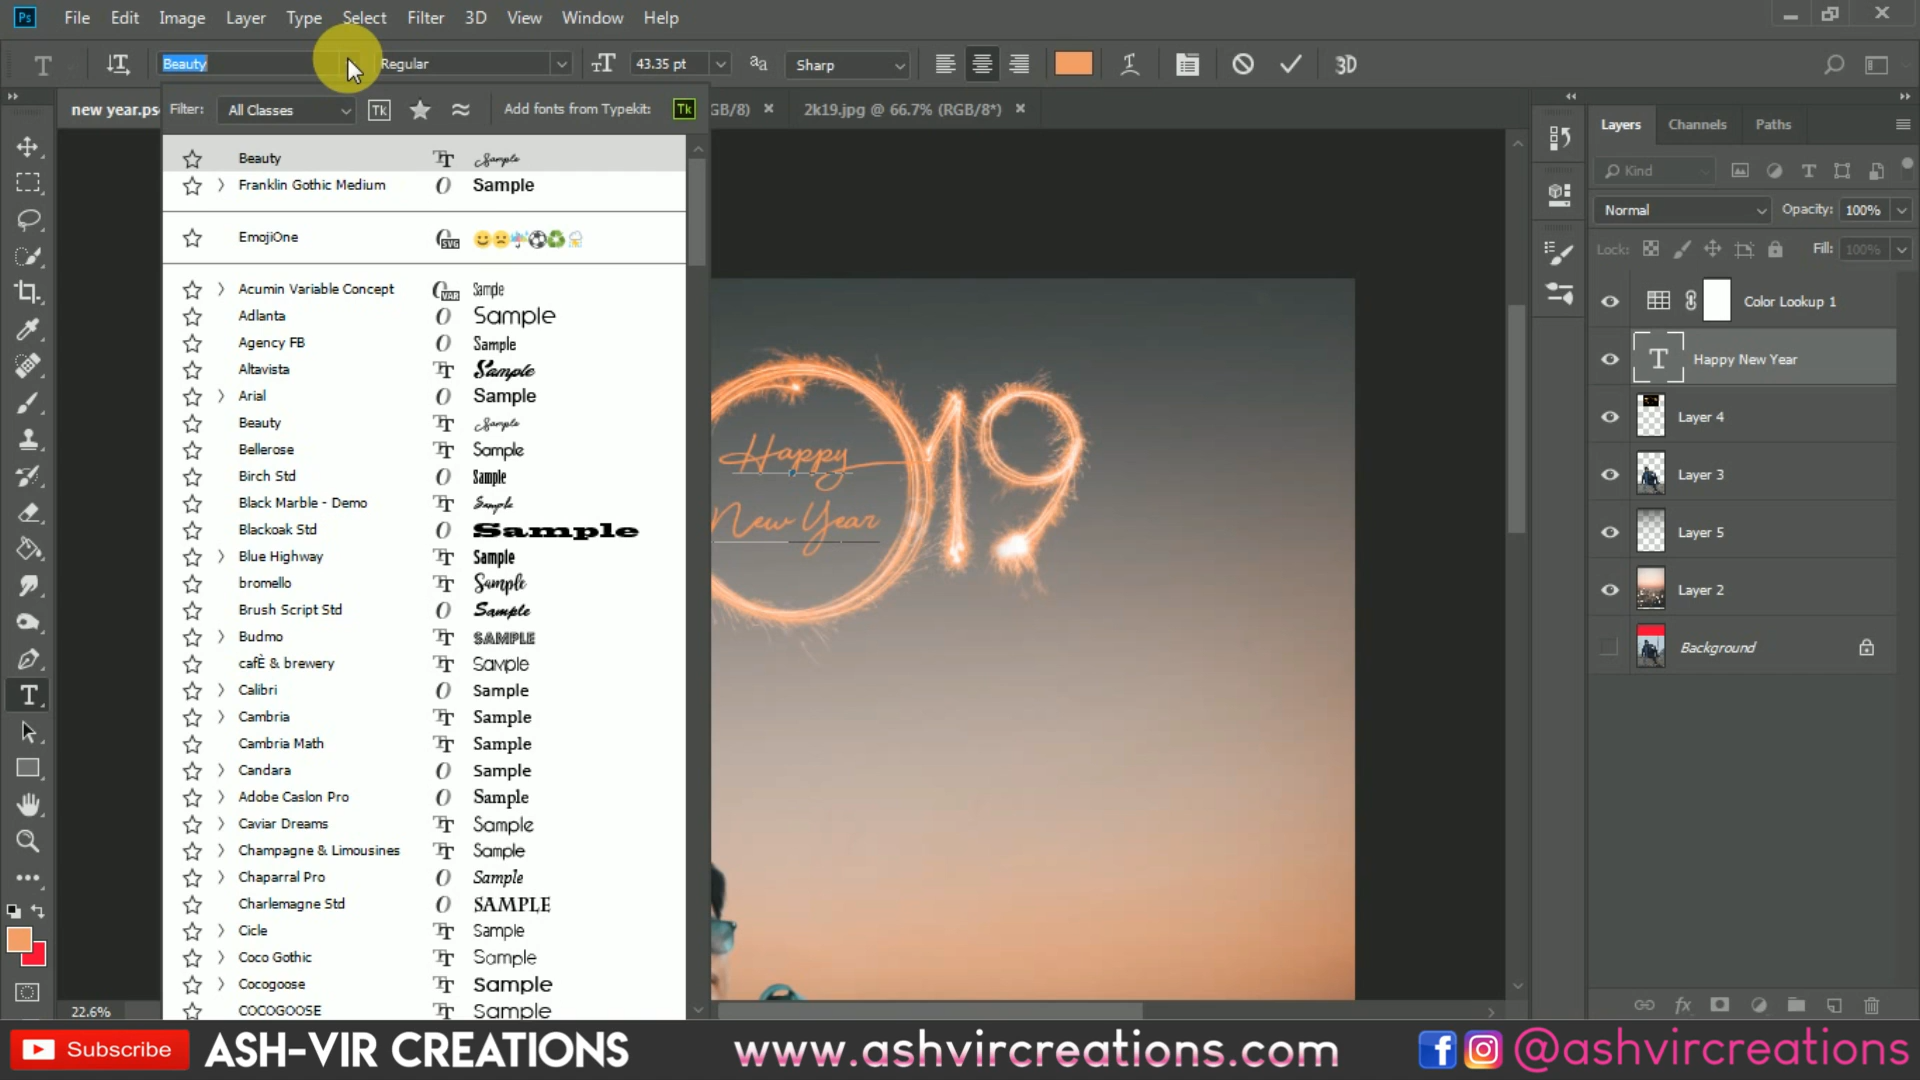 Ps File Edit Image Layer Type Select Filter 3D View Window Help
Beauty Regular 43.35 pt aa Sharp 3D
new year.ps GB/8) × 2k19.jpg @ 66.7% (RGB/8*) ×
Filter: All Classes Tk Add fonts from Typekit: Tk
Beauty Sample
Franklin Gothic Medium Sample
EmojiOne
Acumin Variable Concept Sample
Adlanta Sample
Agency FB Sample
Altavista Sample
Arial Sample
Beauty Sample
Bellerose Sample
Birch Std Sample
Black Marble - Demo Sample
Blackoak Std Sample
Blue Highway Sample
bromello Sample
Brush Script Std Sample
Budmo SAMPLE
cafÈ & brewery Sample
Calibri Sample
Cambria Sample
Cambria Math Sample
Candara Sample
Adobe Caslon Pro Sample
Caviar Dreams Sample
Champagne & Limousines Sample
Chaparral Pro Sample
Charlemagne Std SAMPLE
Cicle Sample
Coco Gothic Sample
Cocogoose Sample
COCOGOOSE Sample
19
Happy
New Year
Layers Channels Paths
Kind
Normal Opacity: 100%
Lock: Fill: 100%
Color Lookup 1
T Happy New Year
Layer 4
Layer 3
Layer 5
Layer 2
Background
22.6%
fx
Subscribe ASH-VIR CREATIONS www.ashvircreations.com @ashvircreations